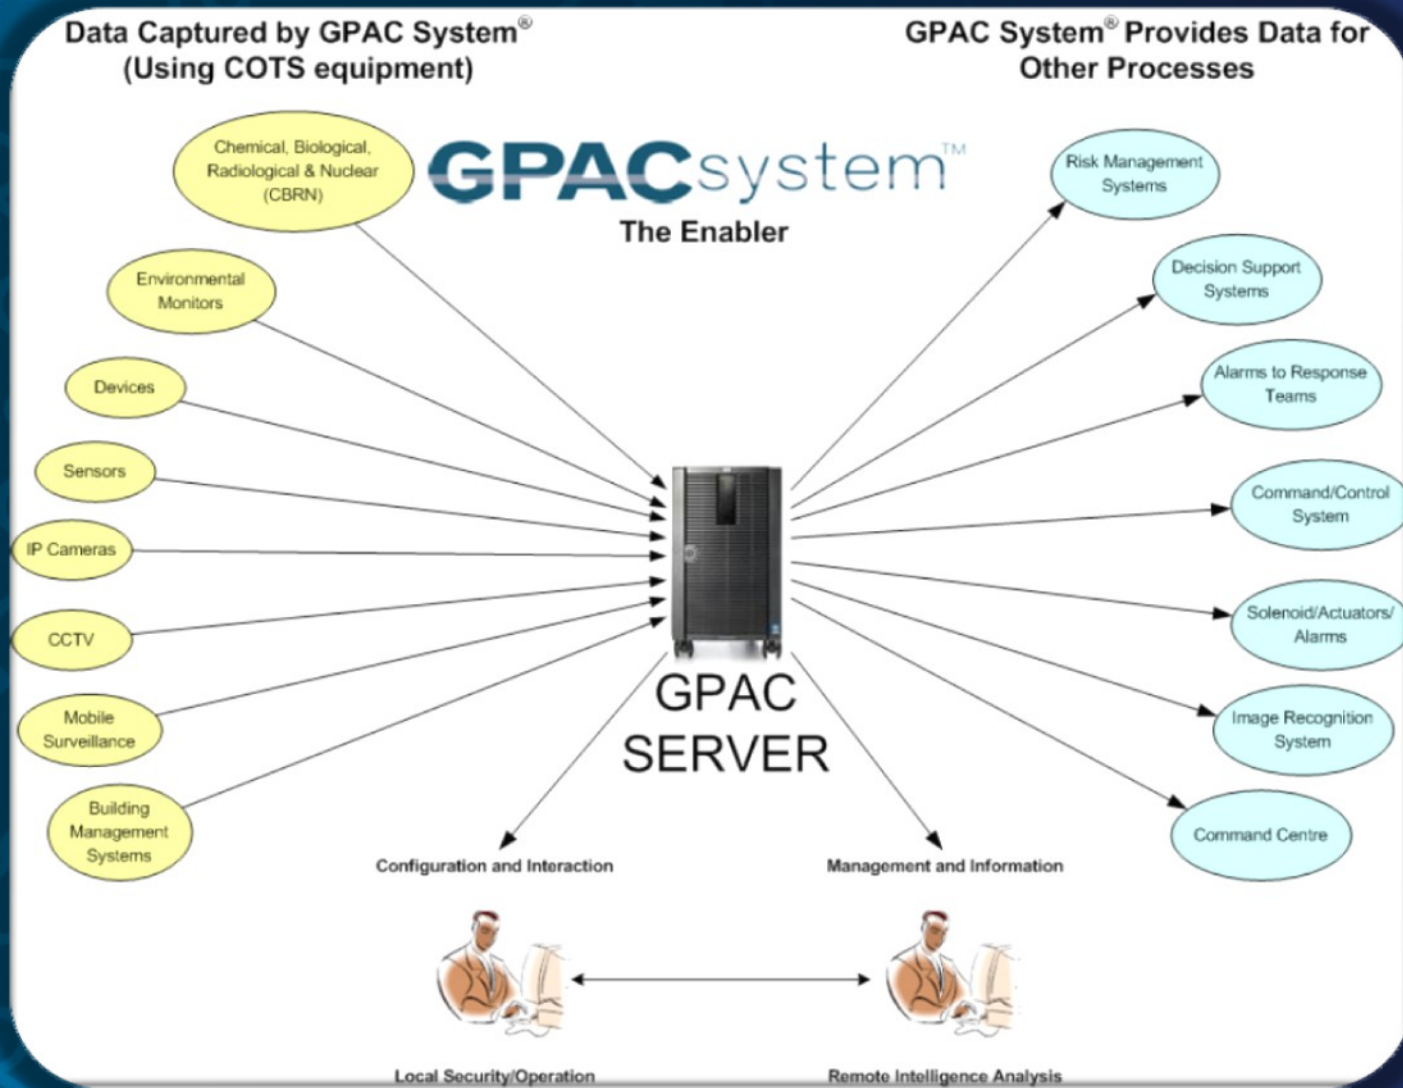 Data Captured by GPAC System®
(Using COTS equipment)
GPAC System® Provides Data for
Other Processes
GPACsystem™
The Enabler
Chemical, Biological,
Radiological & Nuclear
(CBRN)
Environmental
Monitors
Devices
Sensors
IP Cameras
CCTV
Mobile
Surveillance
Building
Management
Systems
Risk Management
Systems
Decision Support
Systems
Alarms to Response
Teams
Command/Control
System
Solenoid/Actuators/
Alarms
Image Recognition
System
Command Centre
GPAC
SERVER
Configuration and Interaction
Management and Information
Local Security/Operation
Remote Intelligence Analysis